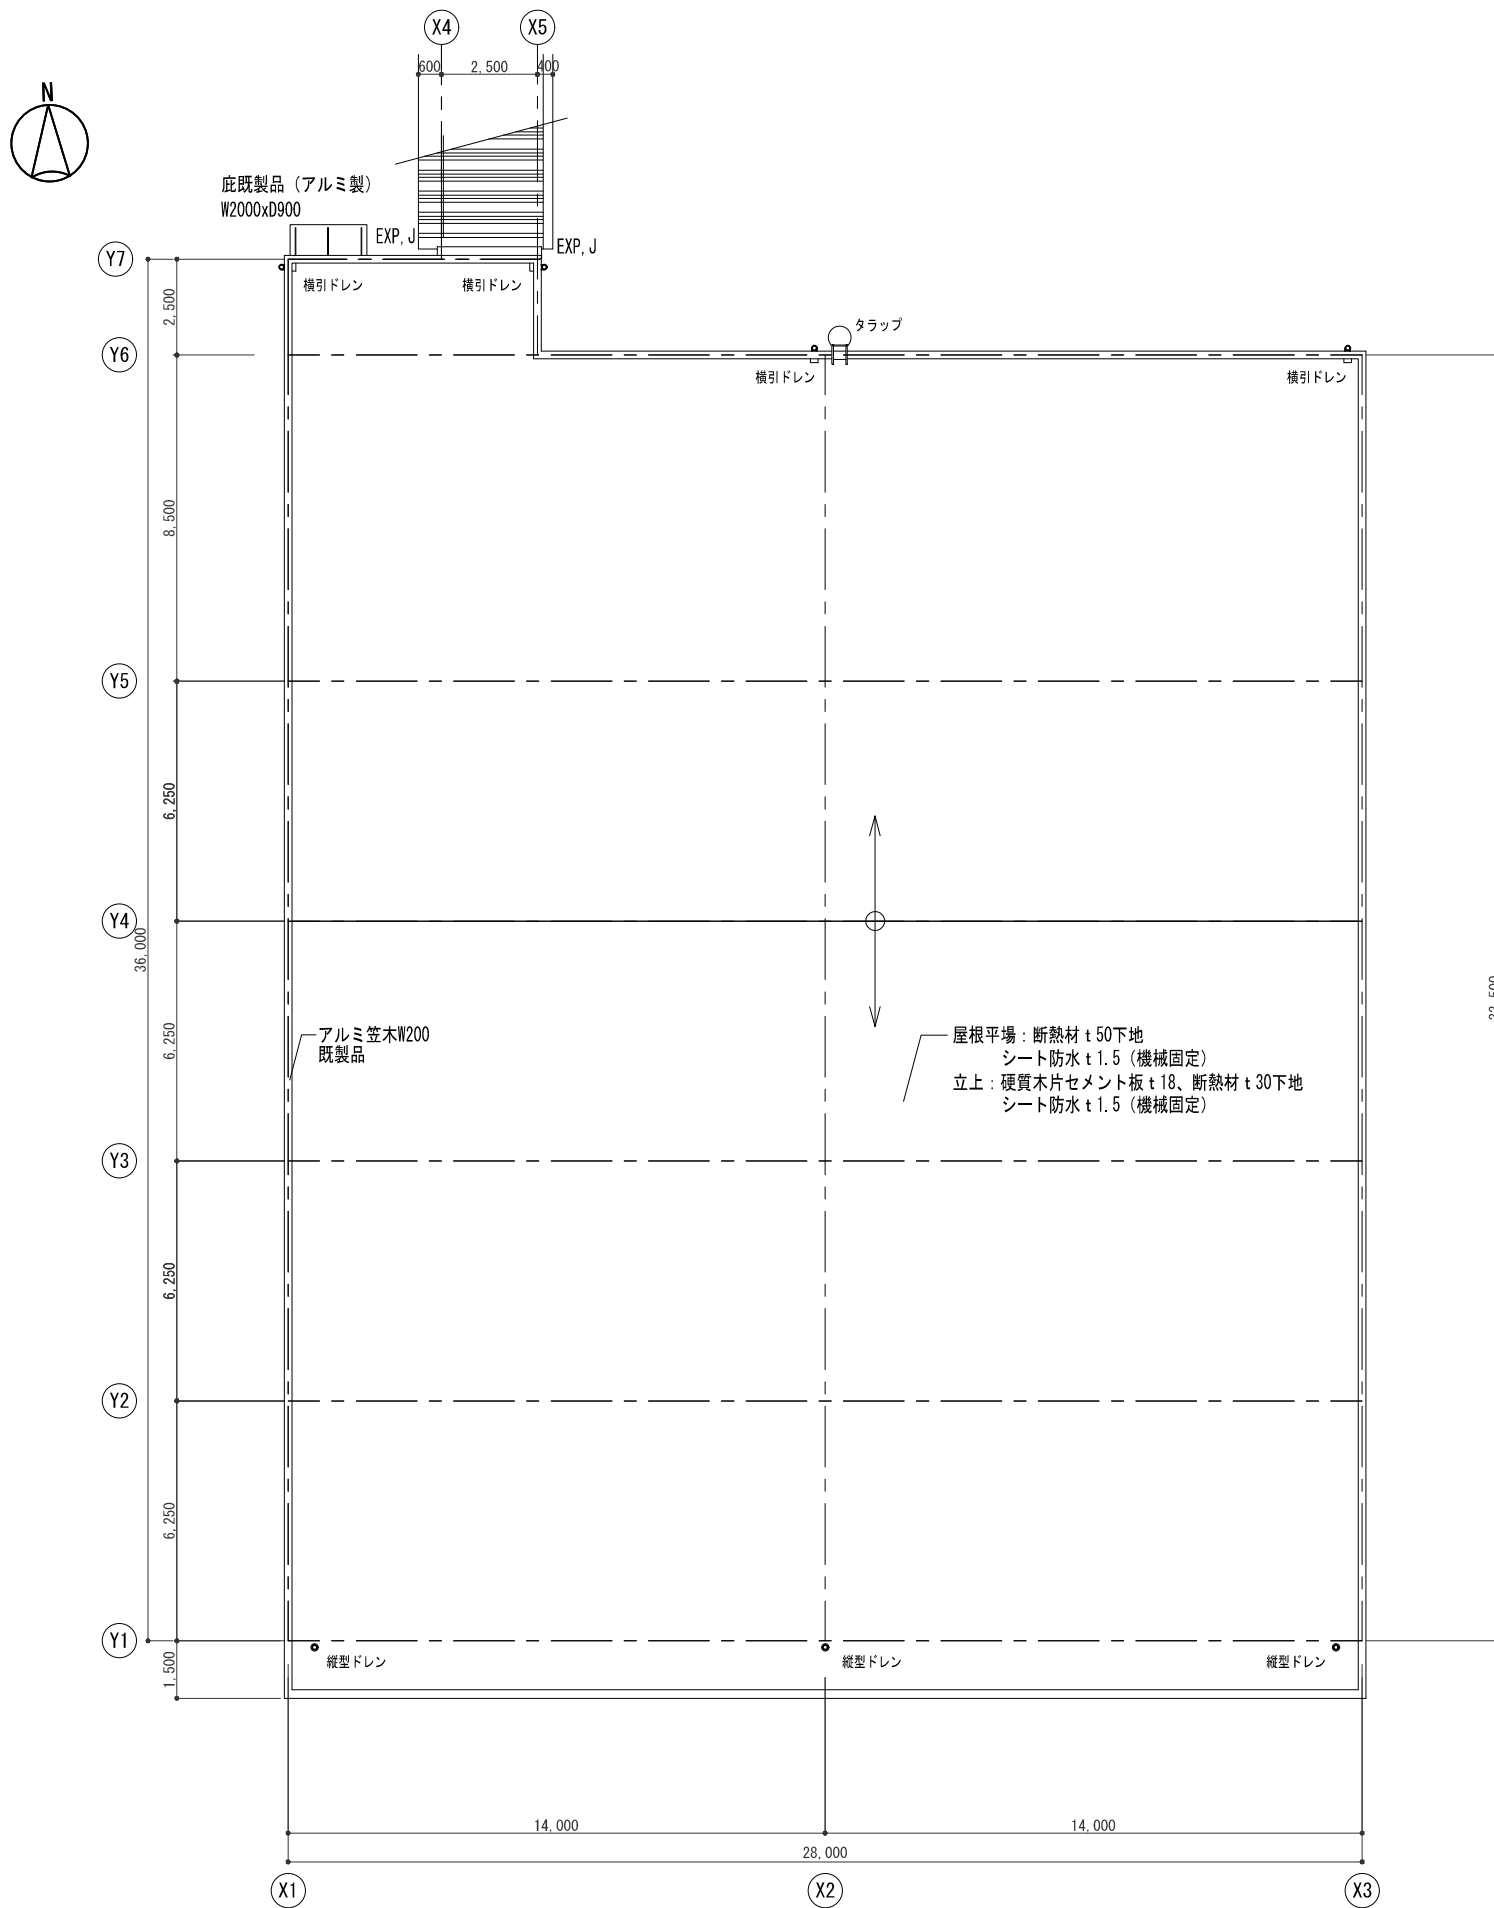 X4
X5
600
2,500
400
N
庇既製品（アルミ製）
W2000xD900
EXP,J
EXP,J
Y7
横引ドレン
横引ドレン
2,500
タラップ
Y6
横引ドレン
横引ドレン
8,500
Y5
6,250
Y4
36,000
6,250
アルミ笠木W200
既製品
屋根平場：断熱材ｔ50下地
シート防水ｔ1.5（機械固定）
立上：硬質木片セメント板ｔ18、断熱材ｔ30下地
シート防水ｔ1.5（機械固定）
Y3
6,250
Y2
6,250
Y1
縦型ドレン
縦型ドレン
縦型ドレン
1,500
14,000
14,000
28,000
X1
X2
X3